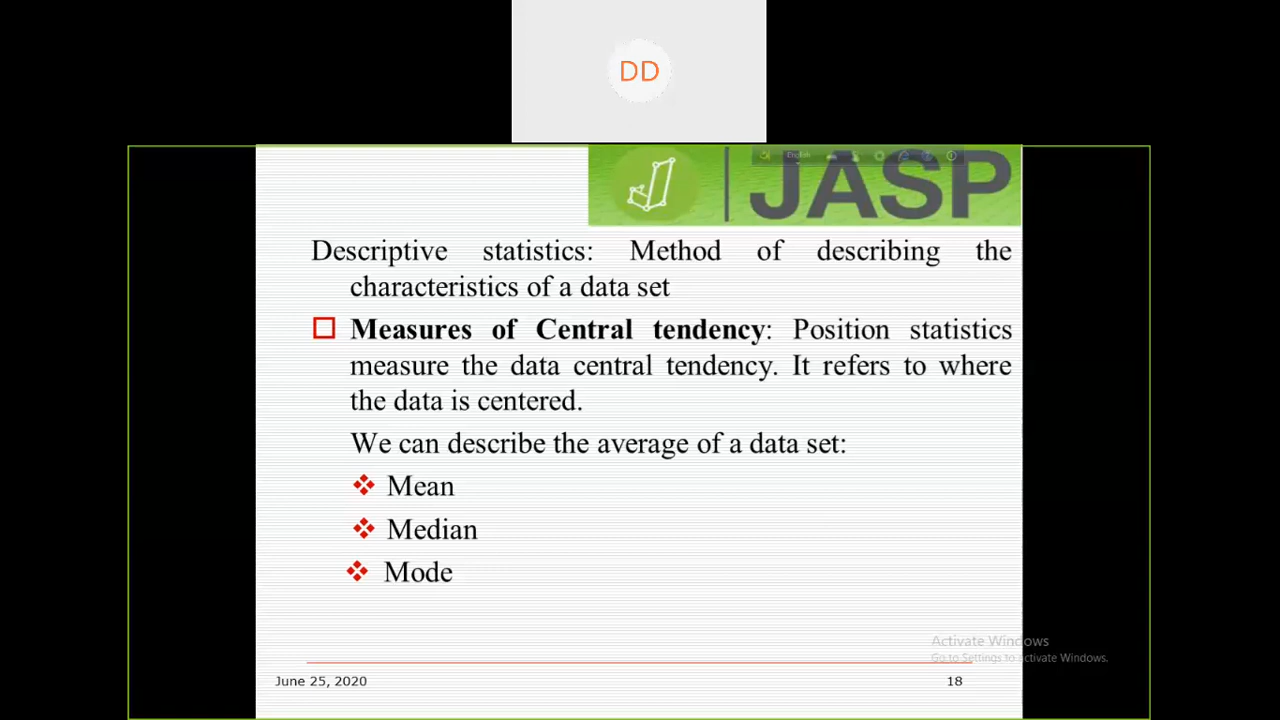 DD
English
JASP
Descriptive statistics: Method of describing the
characteristics of a data set
Measures of Central tendency: Position statistics
measure the data central tendency. It refers to where
the data is centered.
We can describe the average of a data set:
Mean
Median
Mode
Activate Windows
Go to Settings to activate Windows.
June 25, 2020
18